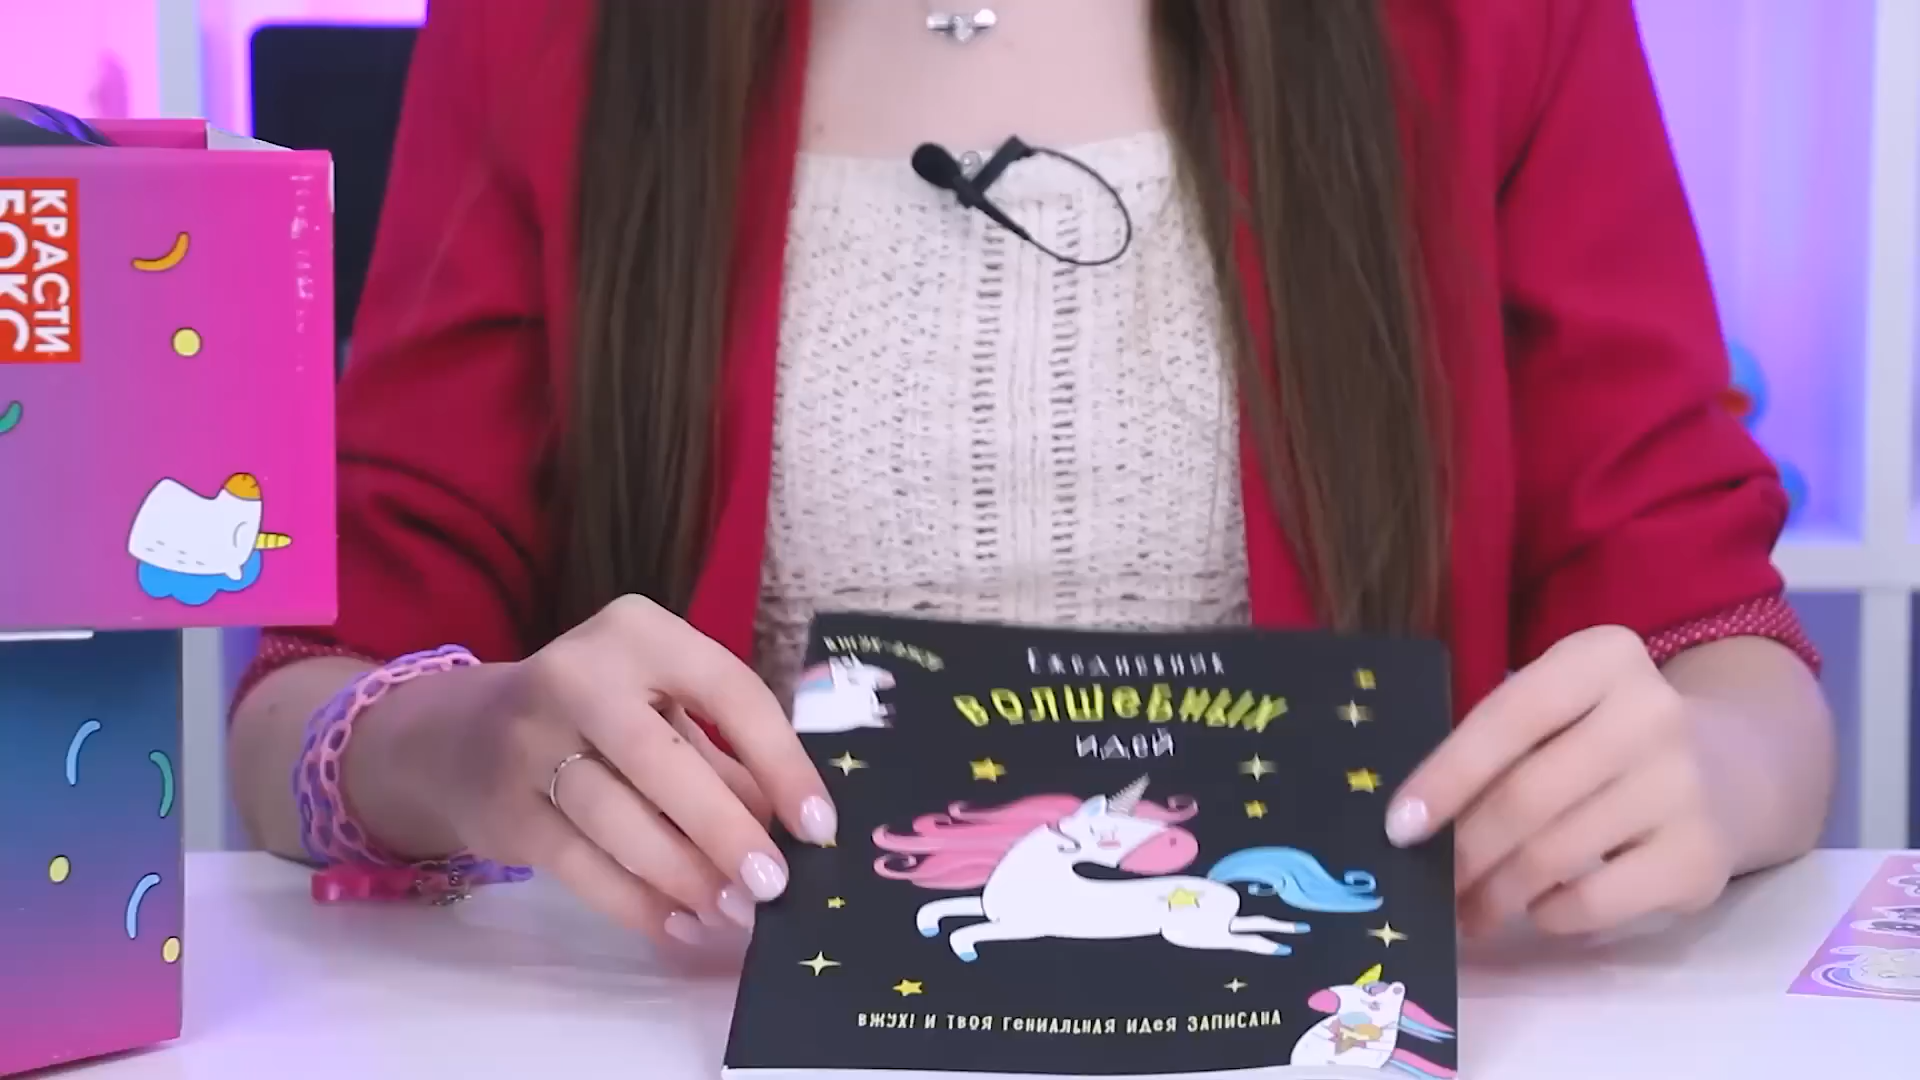 КРАСТИ
БОКС
Ежедневник
волшебных
идей
вжух! и твоя гениальная идея записана